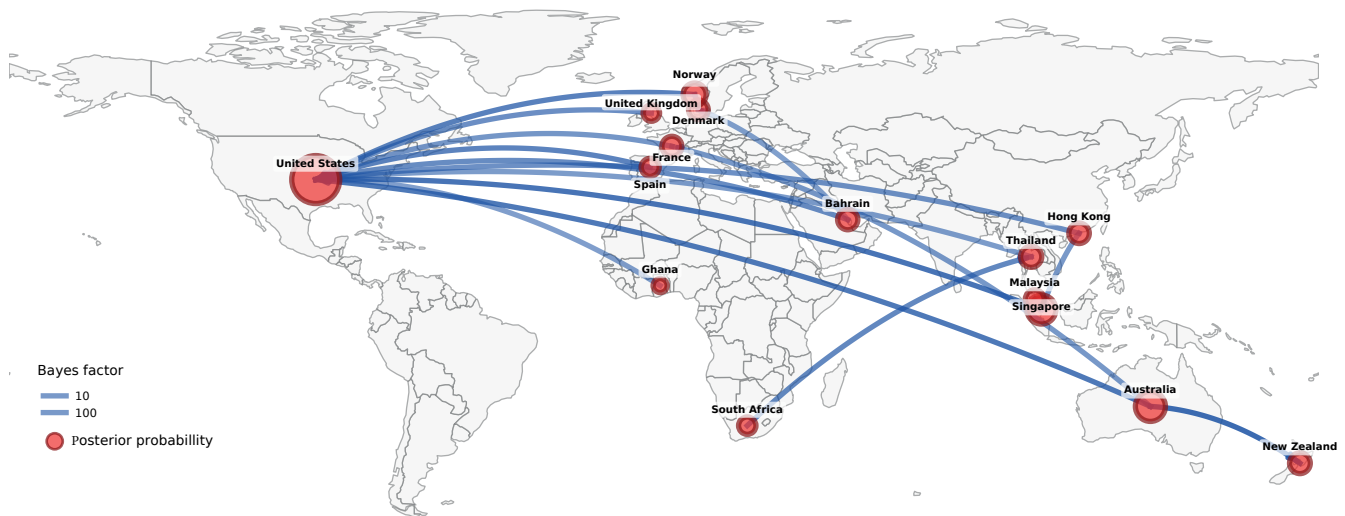 Norway
United Kingdom
Denmark
United States
France
Spain
Bahrain
Hong Kong
Thailand
Ghana
Malaysia
Singapore
Bayes factor
10
100
Posterior probabillity
Australia
South Africa
New Zealand